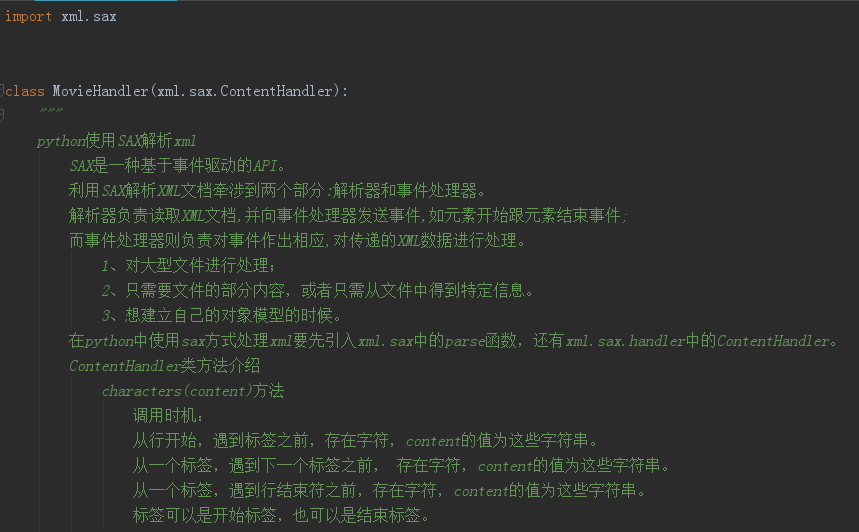 import xml.sax
class MovieHandler(xml.sax.ContentHandler):
"""
python使用SAX解析xml
SAX是一种基于事件驱动的API。
利用SAX解析XML文档牵涉到两个部分:解析器和事件处理器。
解析器负责读取XML文档,并向事件处理器发送事件,如元素开始跟元素结束事件;
而事件处理器则负责对事件作出相应,对传递的XML数据进行处理。
1、对大型文件进行处理；
2、只需要文件的部分内容，或者只需从文件中得到特定信息。
3、想建立自己的对象模型的时候。
在python中使用sax方式处理xml要先引入xml.sax中的parse函数，还有xml.sax.handler中的ContentHandler。
ContentHandler类方法介绍
characters(content)方法
调用时机：
从行开始，遇到标签之前，存在字符，content的值为这些字符串。
从一个标签，遇到下一个标签之前， 存在字符，content的值为这些字符串。
从一个标签，遇到行结束符之前，存在字符，content的值为这些字符串。
标签可以是开始标签，也可以是结束标签。